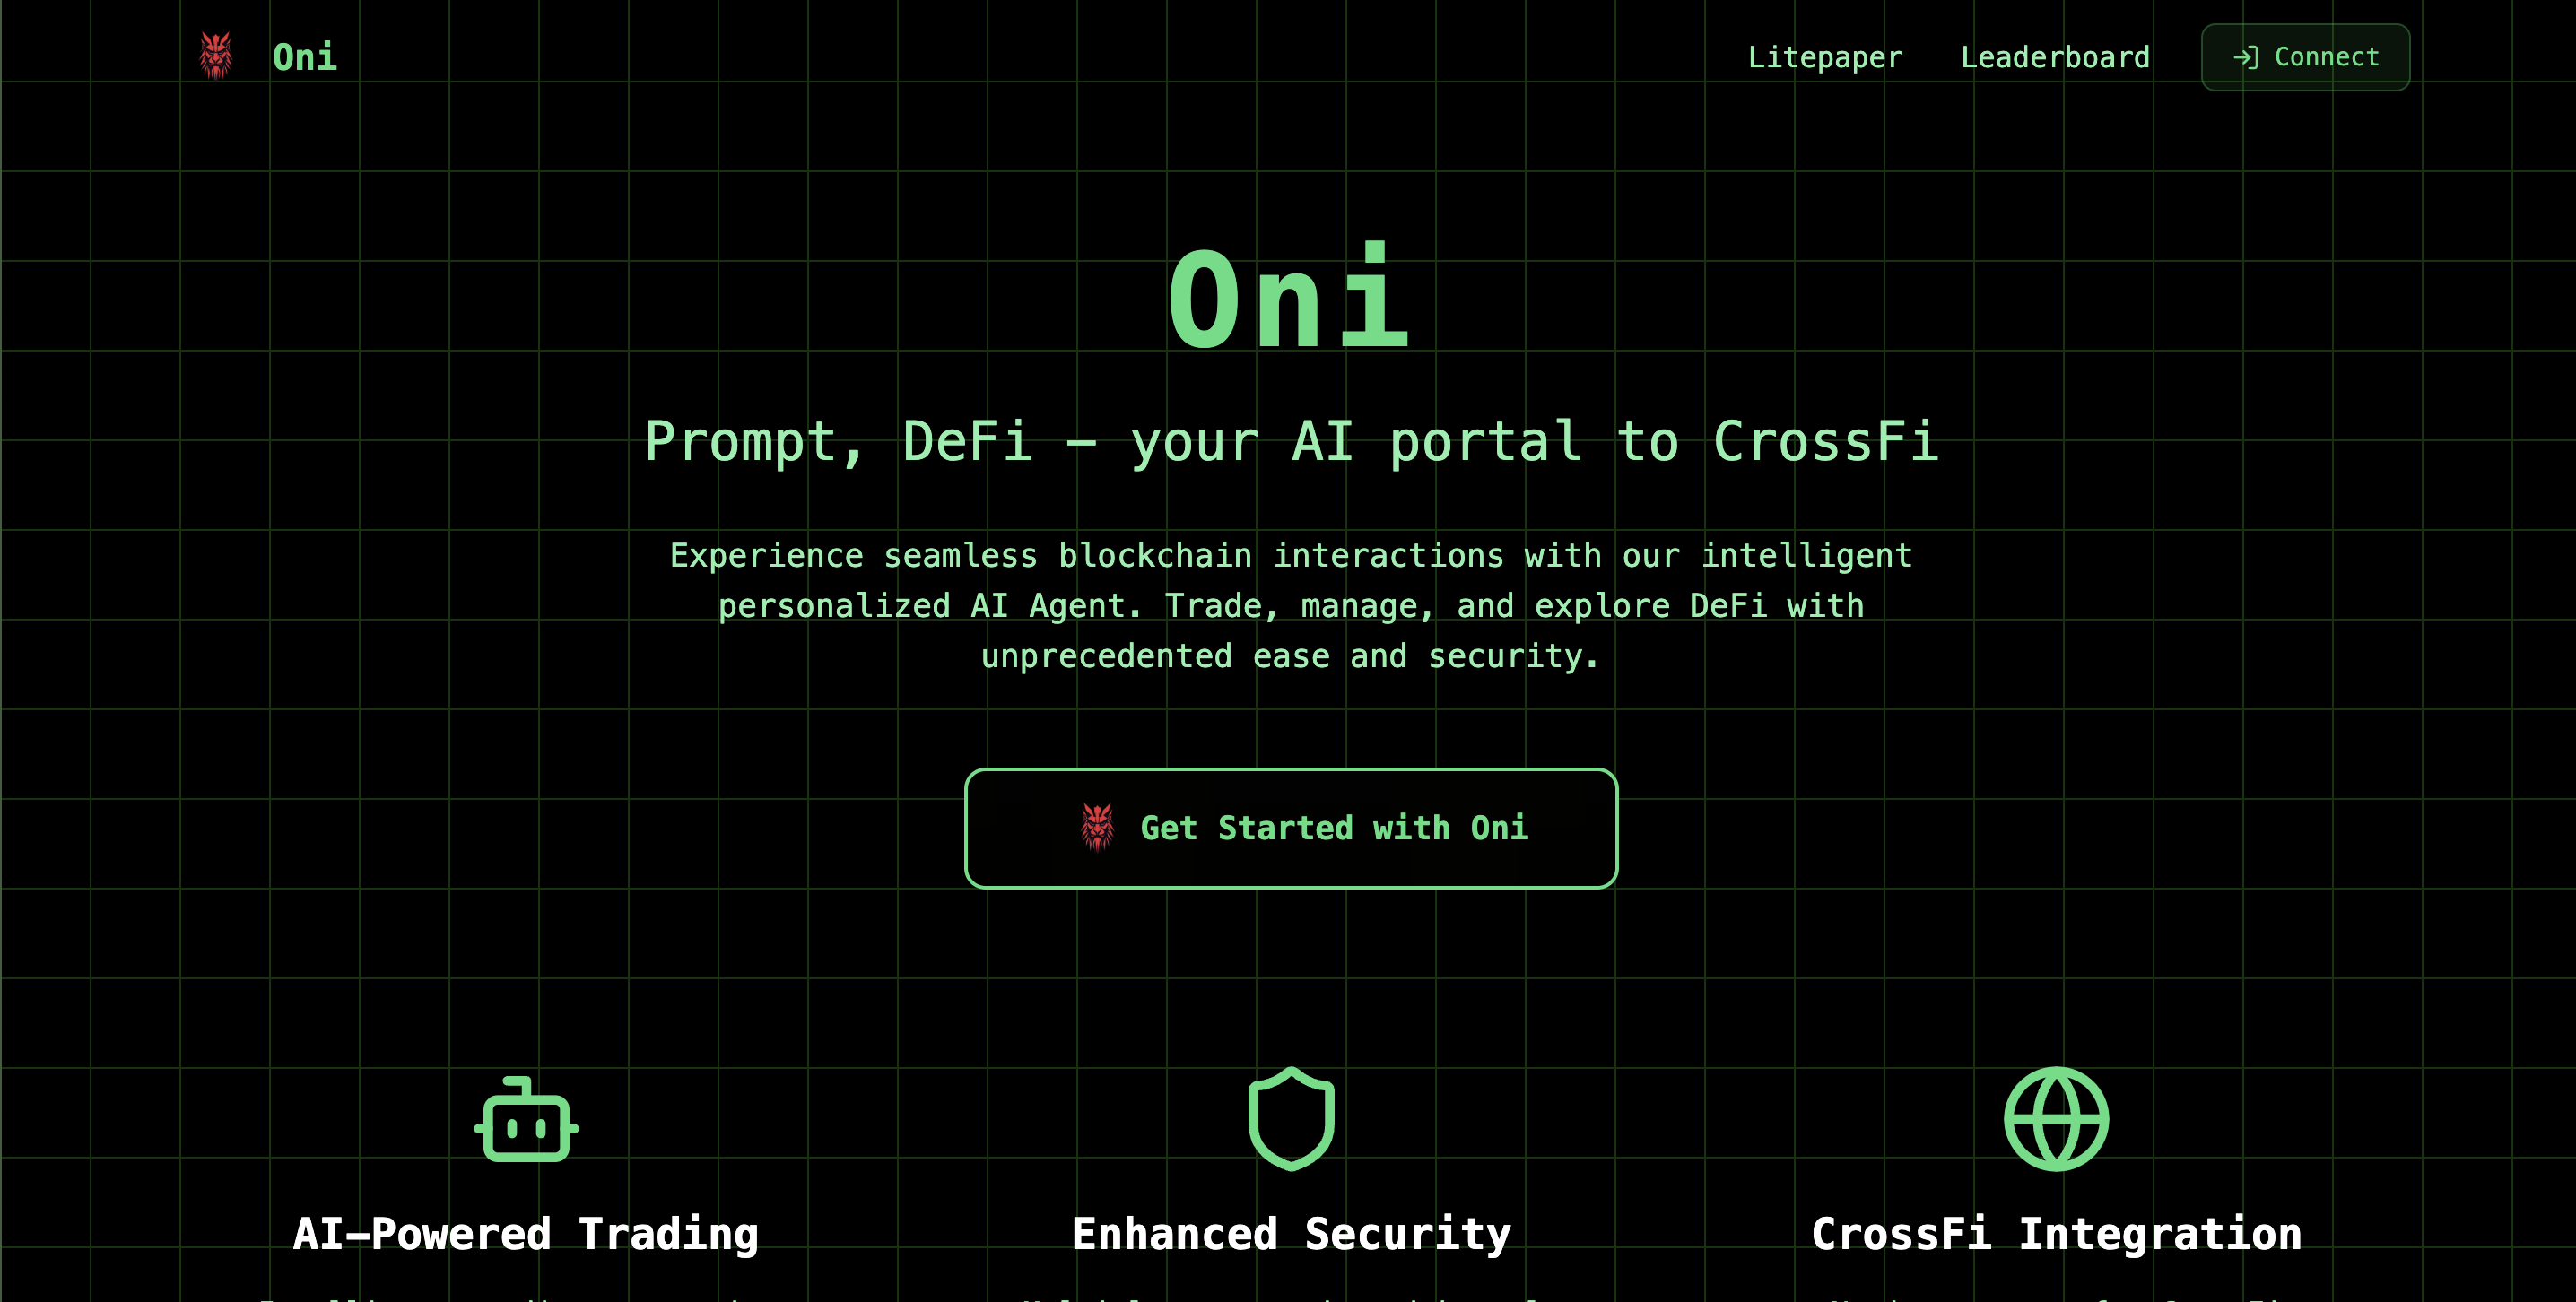 Oni
Litepaper
Leaderboard
Connect
Oni
Prompt, DeFi – your AI portal to CrossFi
Experience seamless blockchain interactions with our intelligent
personalized AI Agent. Trade, manage, and explore DeFi with
unprecedented ease and security.
Get Started with Oni
AI-Powered Trading
Enhanced Security
CrossFi Integration